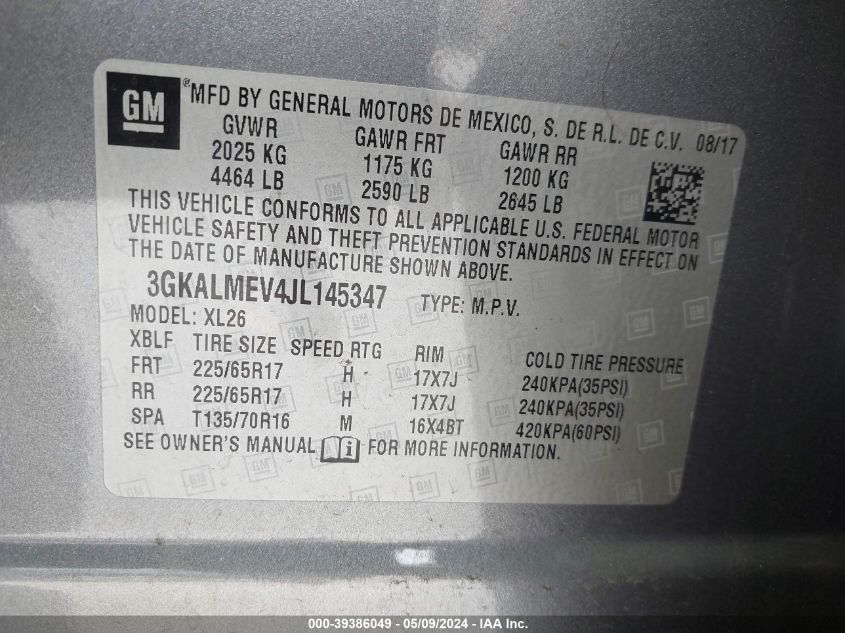 GM ®MFD BY GENERAL MOTORS DE MEXICO, S. DE R.L. DE C.V. 08/17
GVWR GAWR FRT GAWR RR
2025 KG 1175 KG 1200 KG
4464 LB 2590 LB 2645 LB
THIS VEHICLE CONFORMS TO ALL APPLICABLE U.S. FEDERAL MOTOR
VEHICLE SAFETY AND THEFT PREVENTION STANDARDS IN EFFECT ON
THE DATE OF MANUFACTURE SHOWN ABOVE.
3GKALMEV4JL145347 TYPE: M.P.V.
MODEL: XL26
XBLF TIRE SIZE SPEED RTG RIM COLD TIRE PRESSURE
FRT 225/65R17 H 17X7J 240KPA(35PSI)
RR 225/65R17 H 17X7J 240KPA(35PSI)
SPA T135/70R16 M 16X4BT 420KPA(60PSI)
SEE OWNER'S MANUAL i FOR MORE INFORMATION.
000-39386049 - 05/09/2024 - IAA Inc.